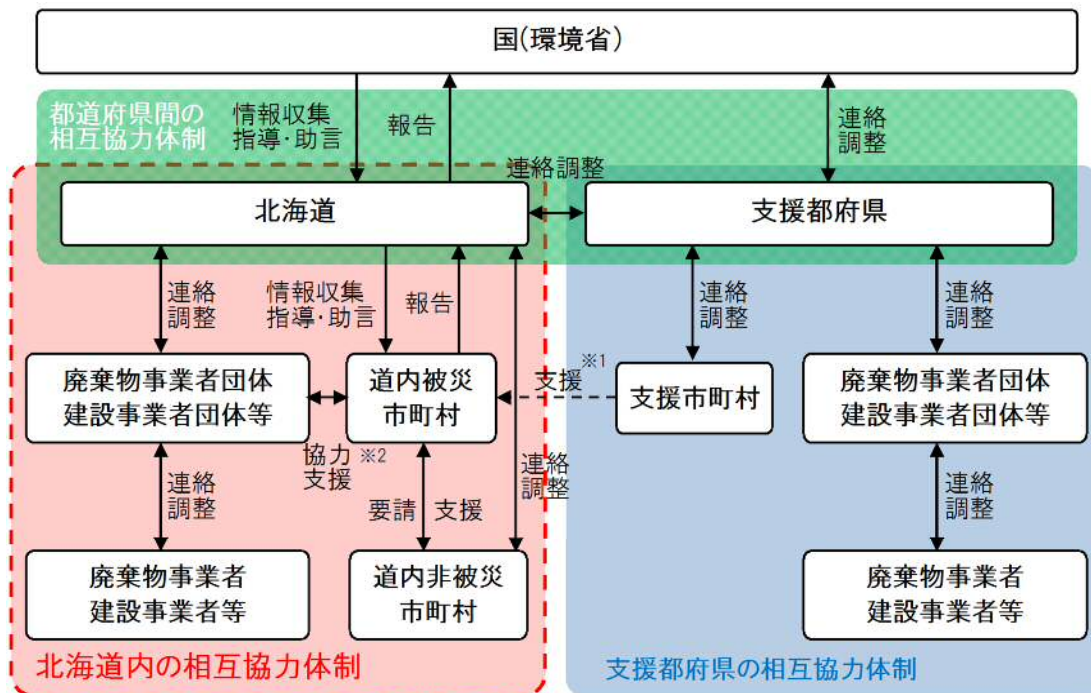 国(環境省)
都道府県間の
相互協力体制
情報収集
指導・助言
報告
連絡
調整
連絡調整
北海道
支援都府県
連絡
調整
情報収集
指導・助言
報告
連絡
調整
連絡
調整
廃棄物事業者団体
建設事業者団体等
道内被災
市町村
支援※1
支援市町村
廃棄物事業者団体
建設事業者団体等
協力※2
支援
連絡
調整
連絡
調整
要請
支援
連絡
調整
廃棄物事業者
建設事業者等
道内非被災
市町村
廃棄物事業者
建設事業者等
北海道内の相互協力体制
支援都府県の相互協力体制